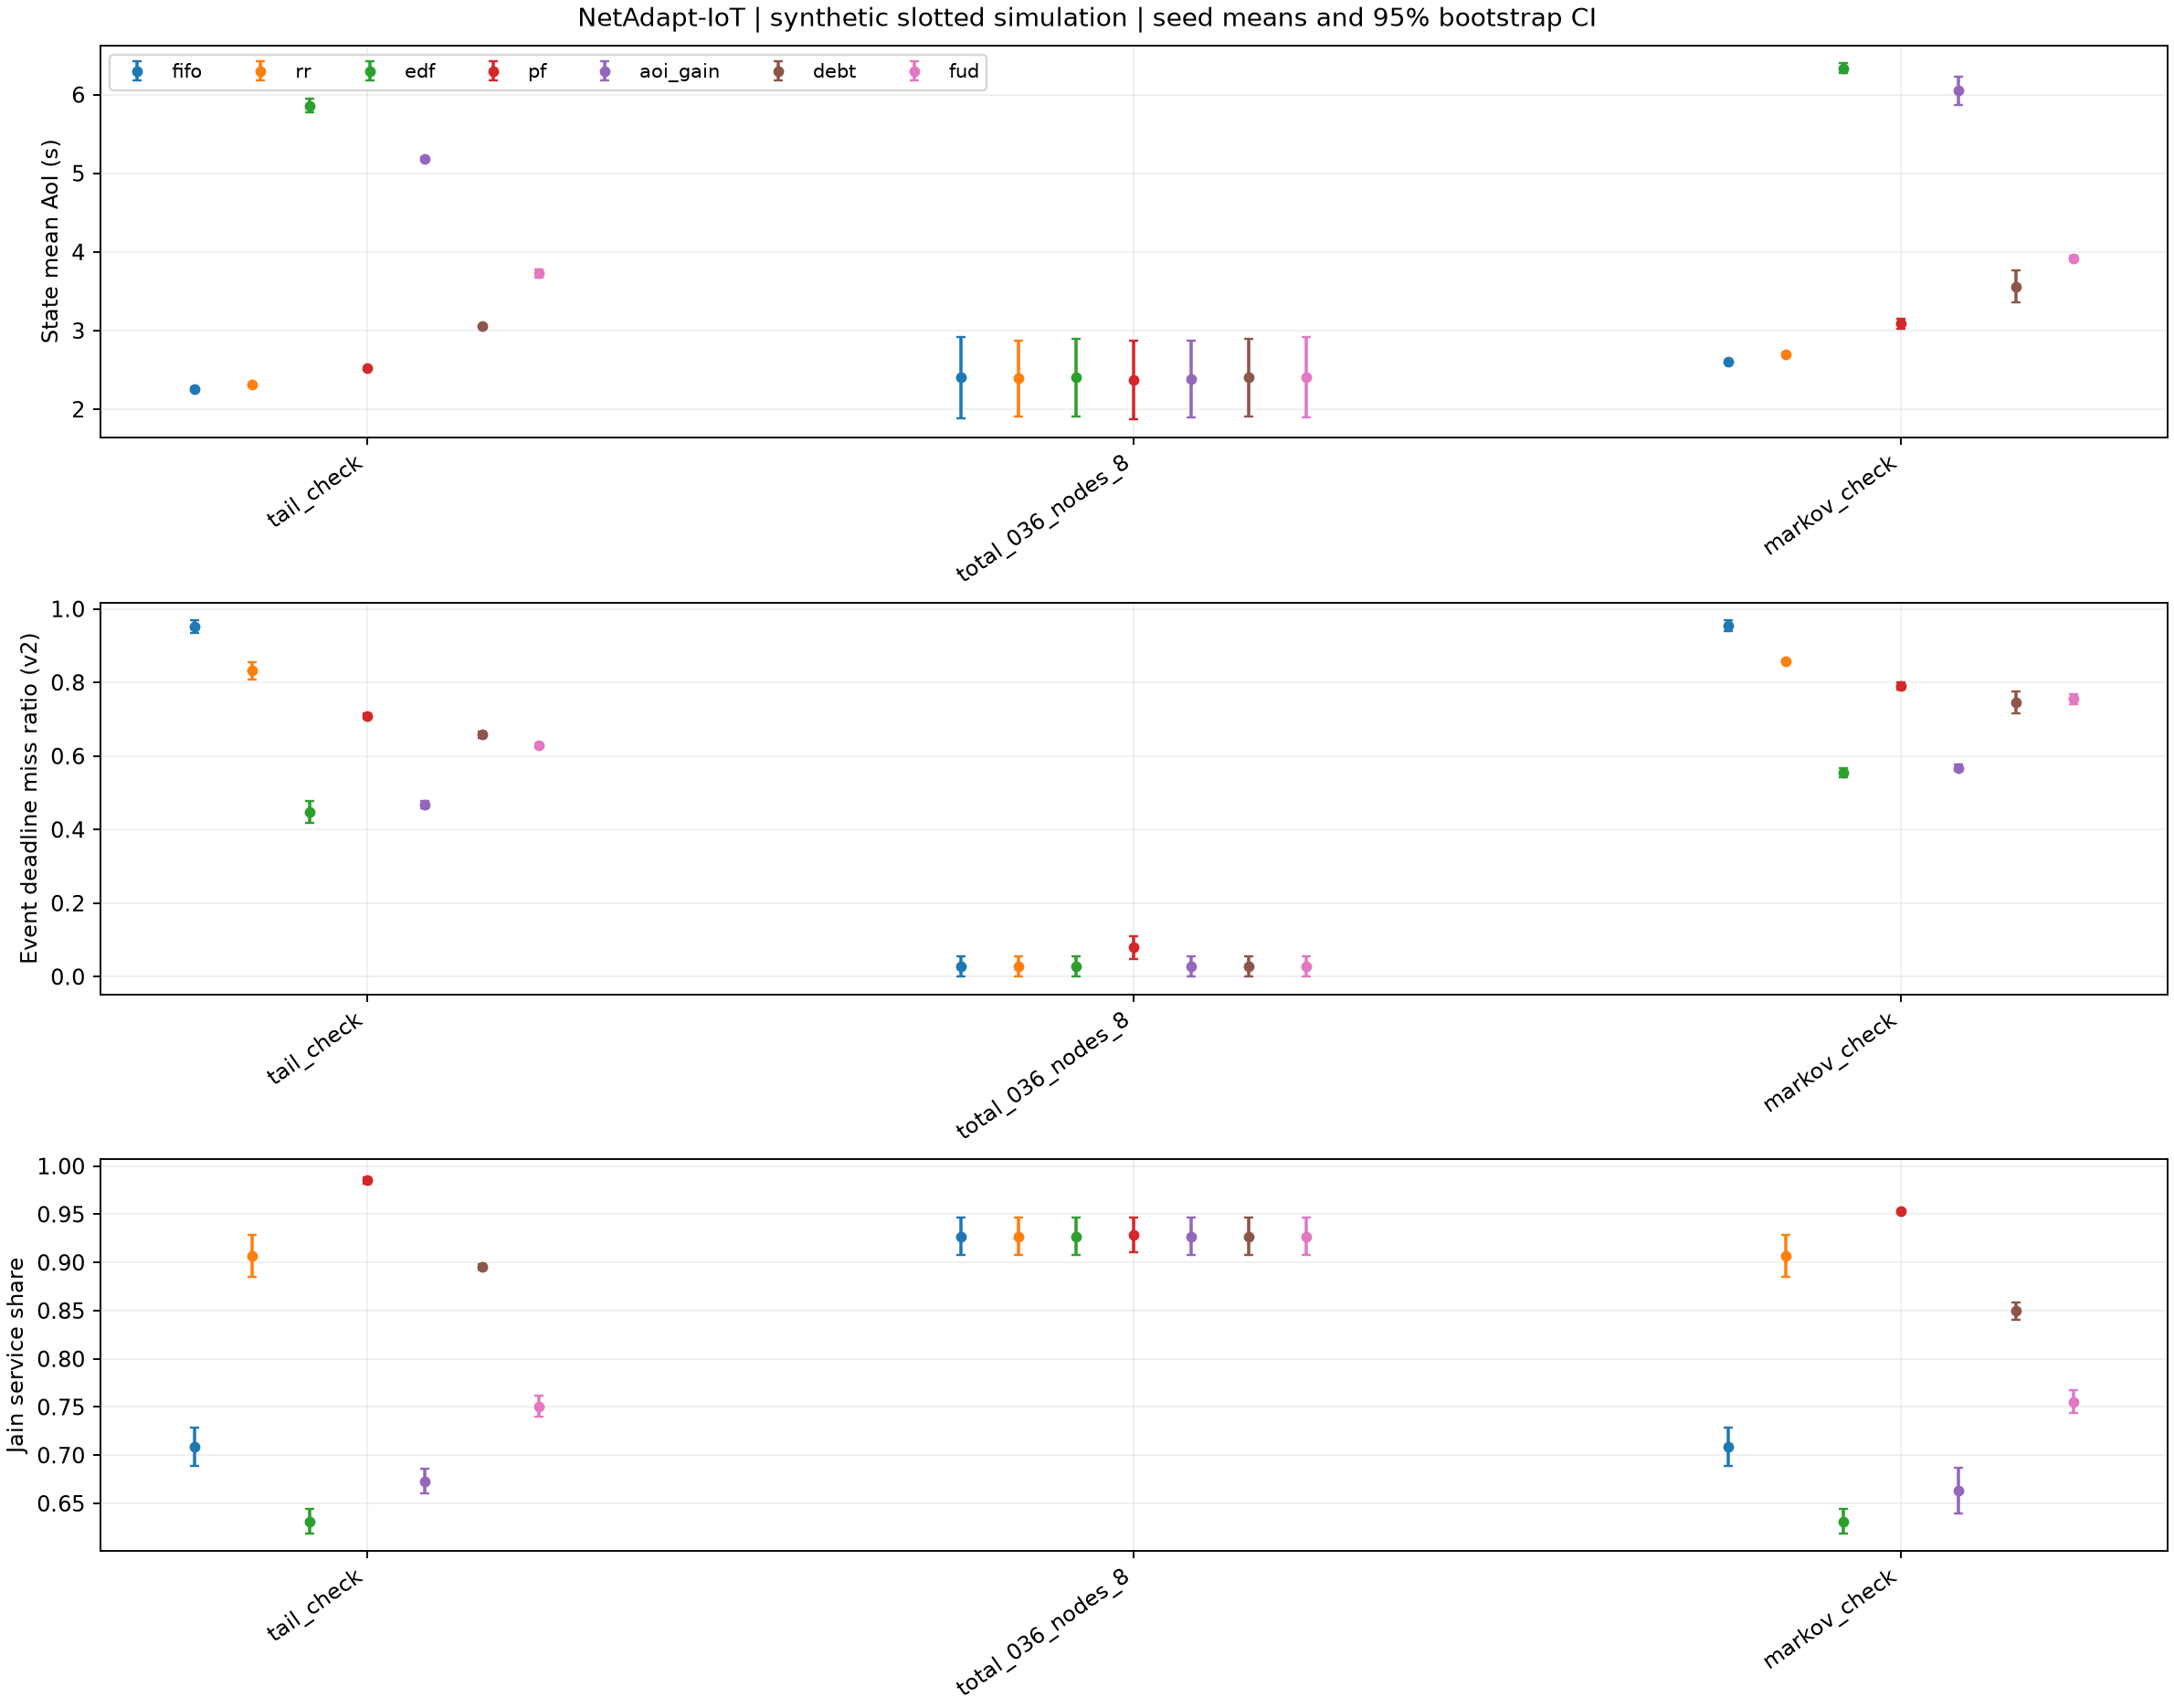 NetAdapt-IoT | synthetic slotted simulation | seed means and 95% bootstrap CI
fifo rr edf pf aoi_gain debt fud
State mean AoI (s)
6
5
4
3
2
tail_check total_036_nodes_8 markov_check
Event deadline miss ratio (v2)
1.0
0.8
0.6
0.4
0.2
0.0
tail_check total_036_nodes_8 markov_check
Jain service share
1.00
0.95
0.90
0.85
0.80
0.75
0.70
0.65
tail_check total_036_nodes_8 markov_check